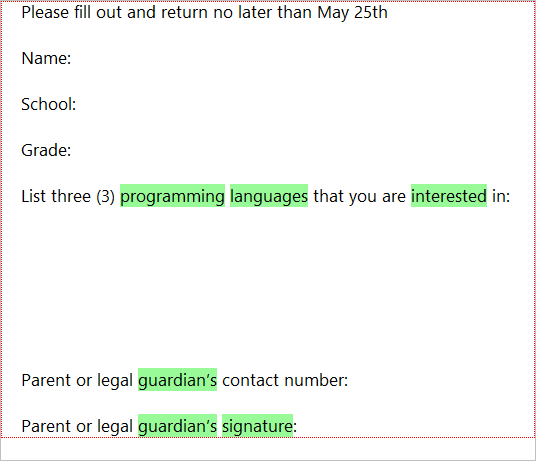 Please fill out and return no later than May 25th
Name:
School:
Grade:
List three (3) programming languages that you are interested in:
Parent or legal guardian's contact number:
Parent or legal guardian's signature: